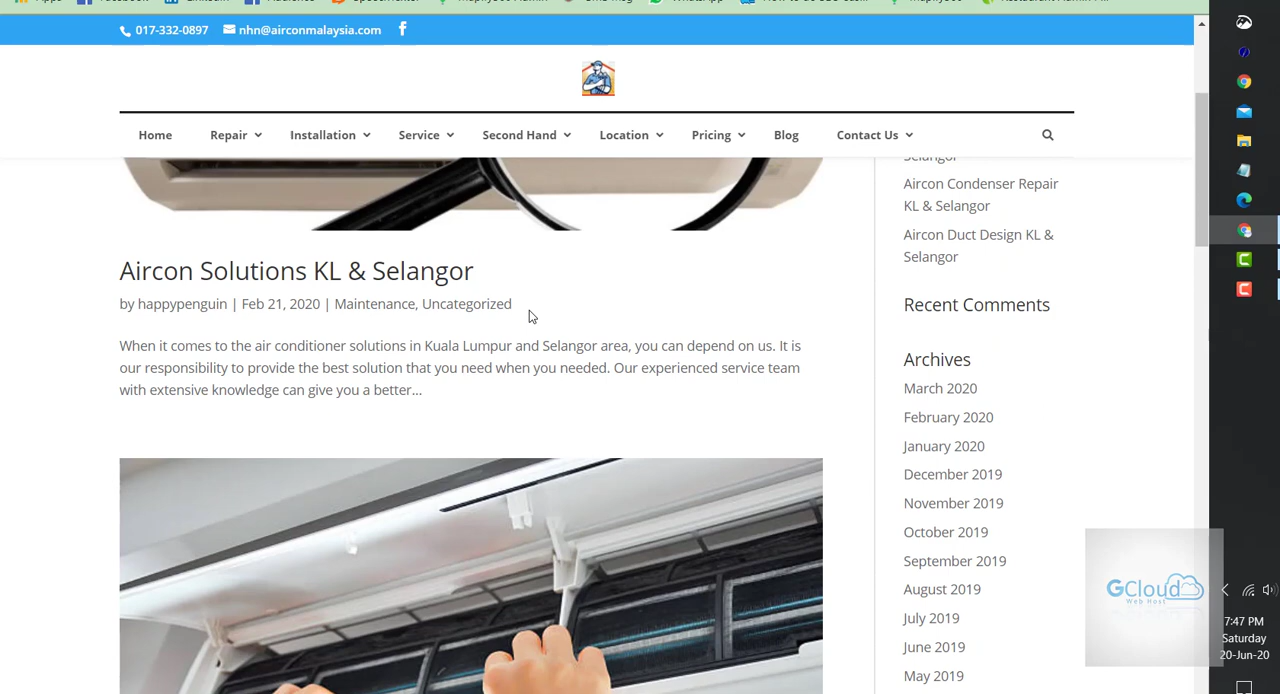 Apps Facebook LinkedIn Audience Speedometer WhatsApp
017-332-0897 nhn@airconmalaysia.com
Home Repair Installation Service Second Hand Location Pricing Blog Contact Us
Selangor
Aircon Condenser Repair
KL & Selangor
Aircon Duct Design KL &
Selangor
Aircon Solutions KL & Selangor
by happypenguin | Feb 21, 2020 | Maintenance, Uncategorized
When it comes to the air conditioner solutions in Kuala Lumpur and Selangor area, you can depend on us. It is
our responsibility to provide the best solution that you need when you needed. Our experienced service team
with extensive knowledge can give you a better...
Recent Comments
Archives
March 2020
February 2020
January 2020
December 2019
November 2019
October 2019
September 2019
August 2019
July 2019
June 2019
May 2019
GCloud
Web Host
7:47 PM
Saturday
20-Jun-20